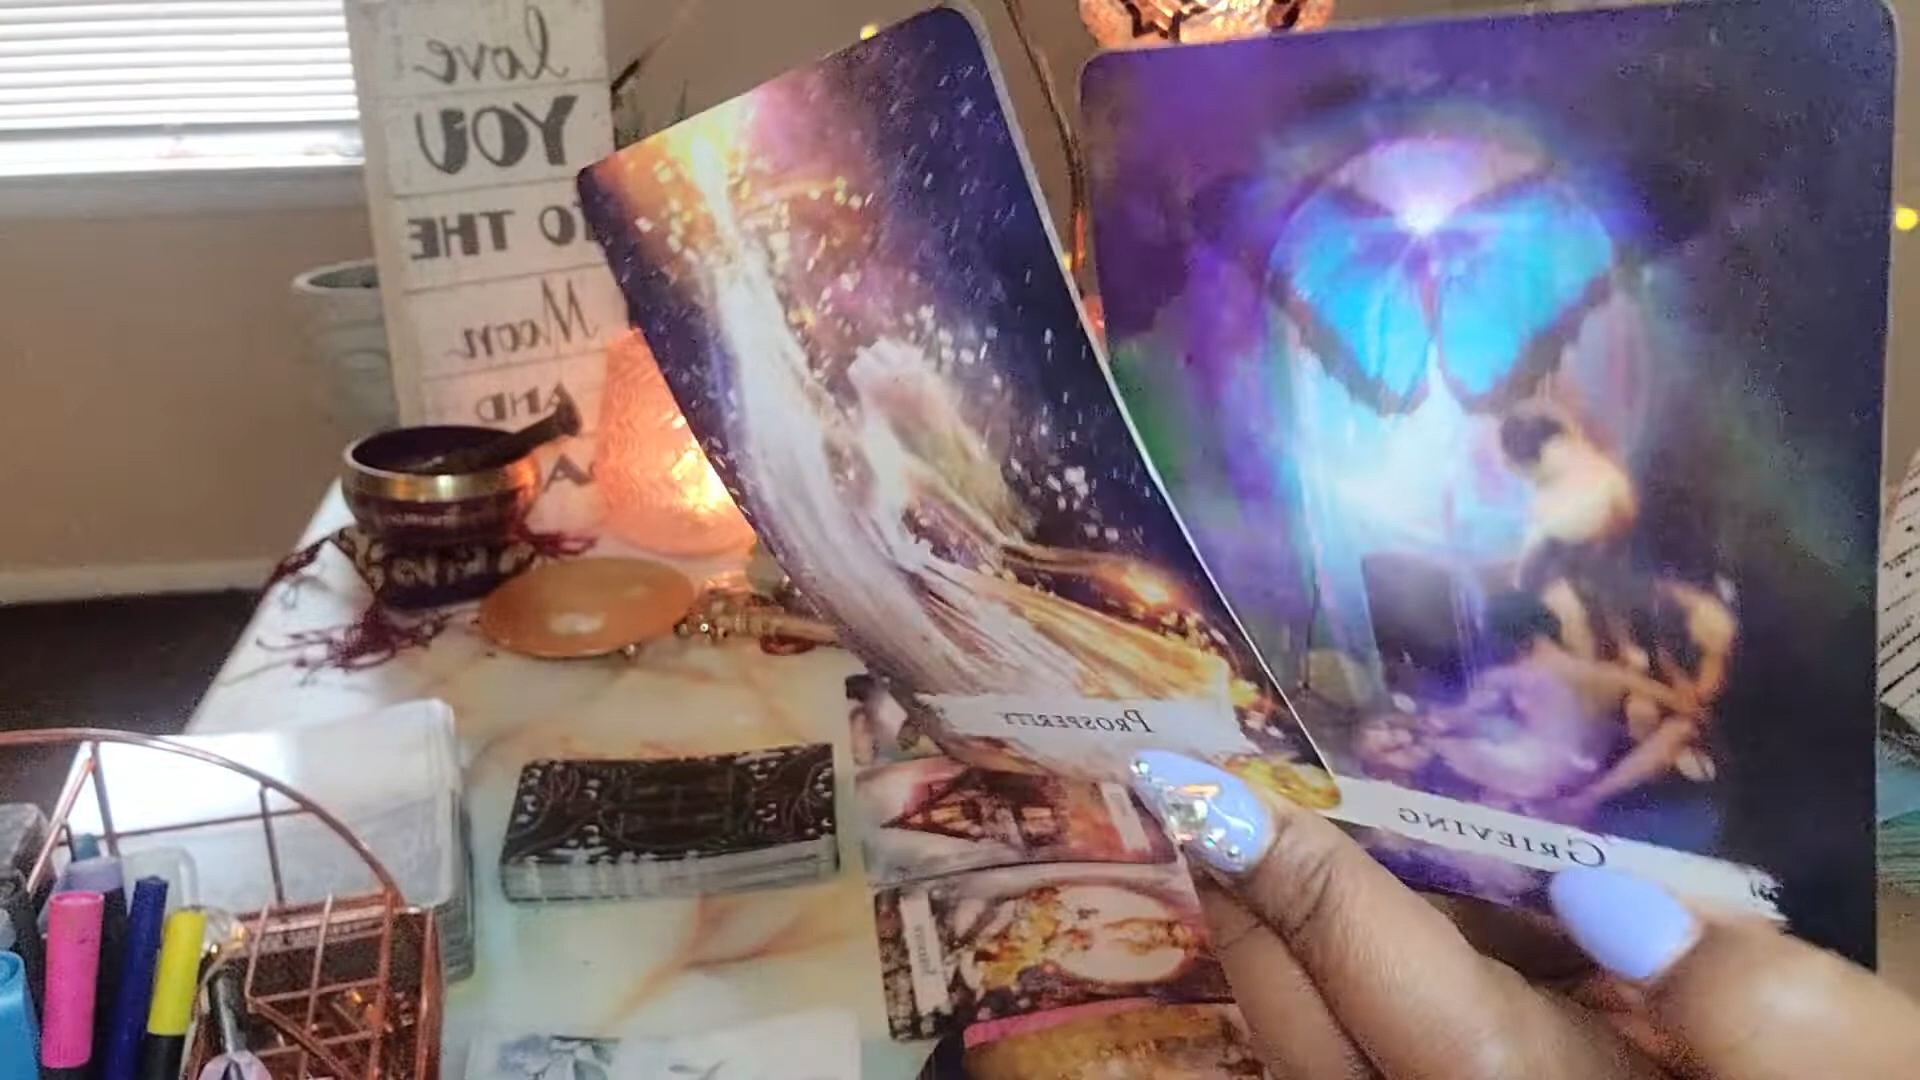 love
YOU
TO THE
Moon
AND
PROSPERITY
GRIEVING